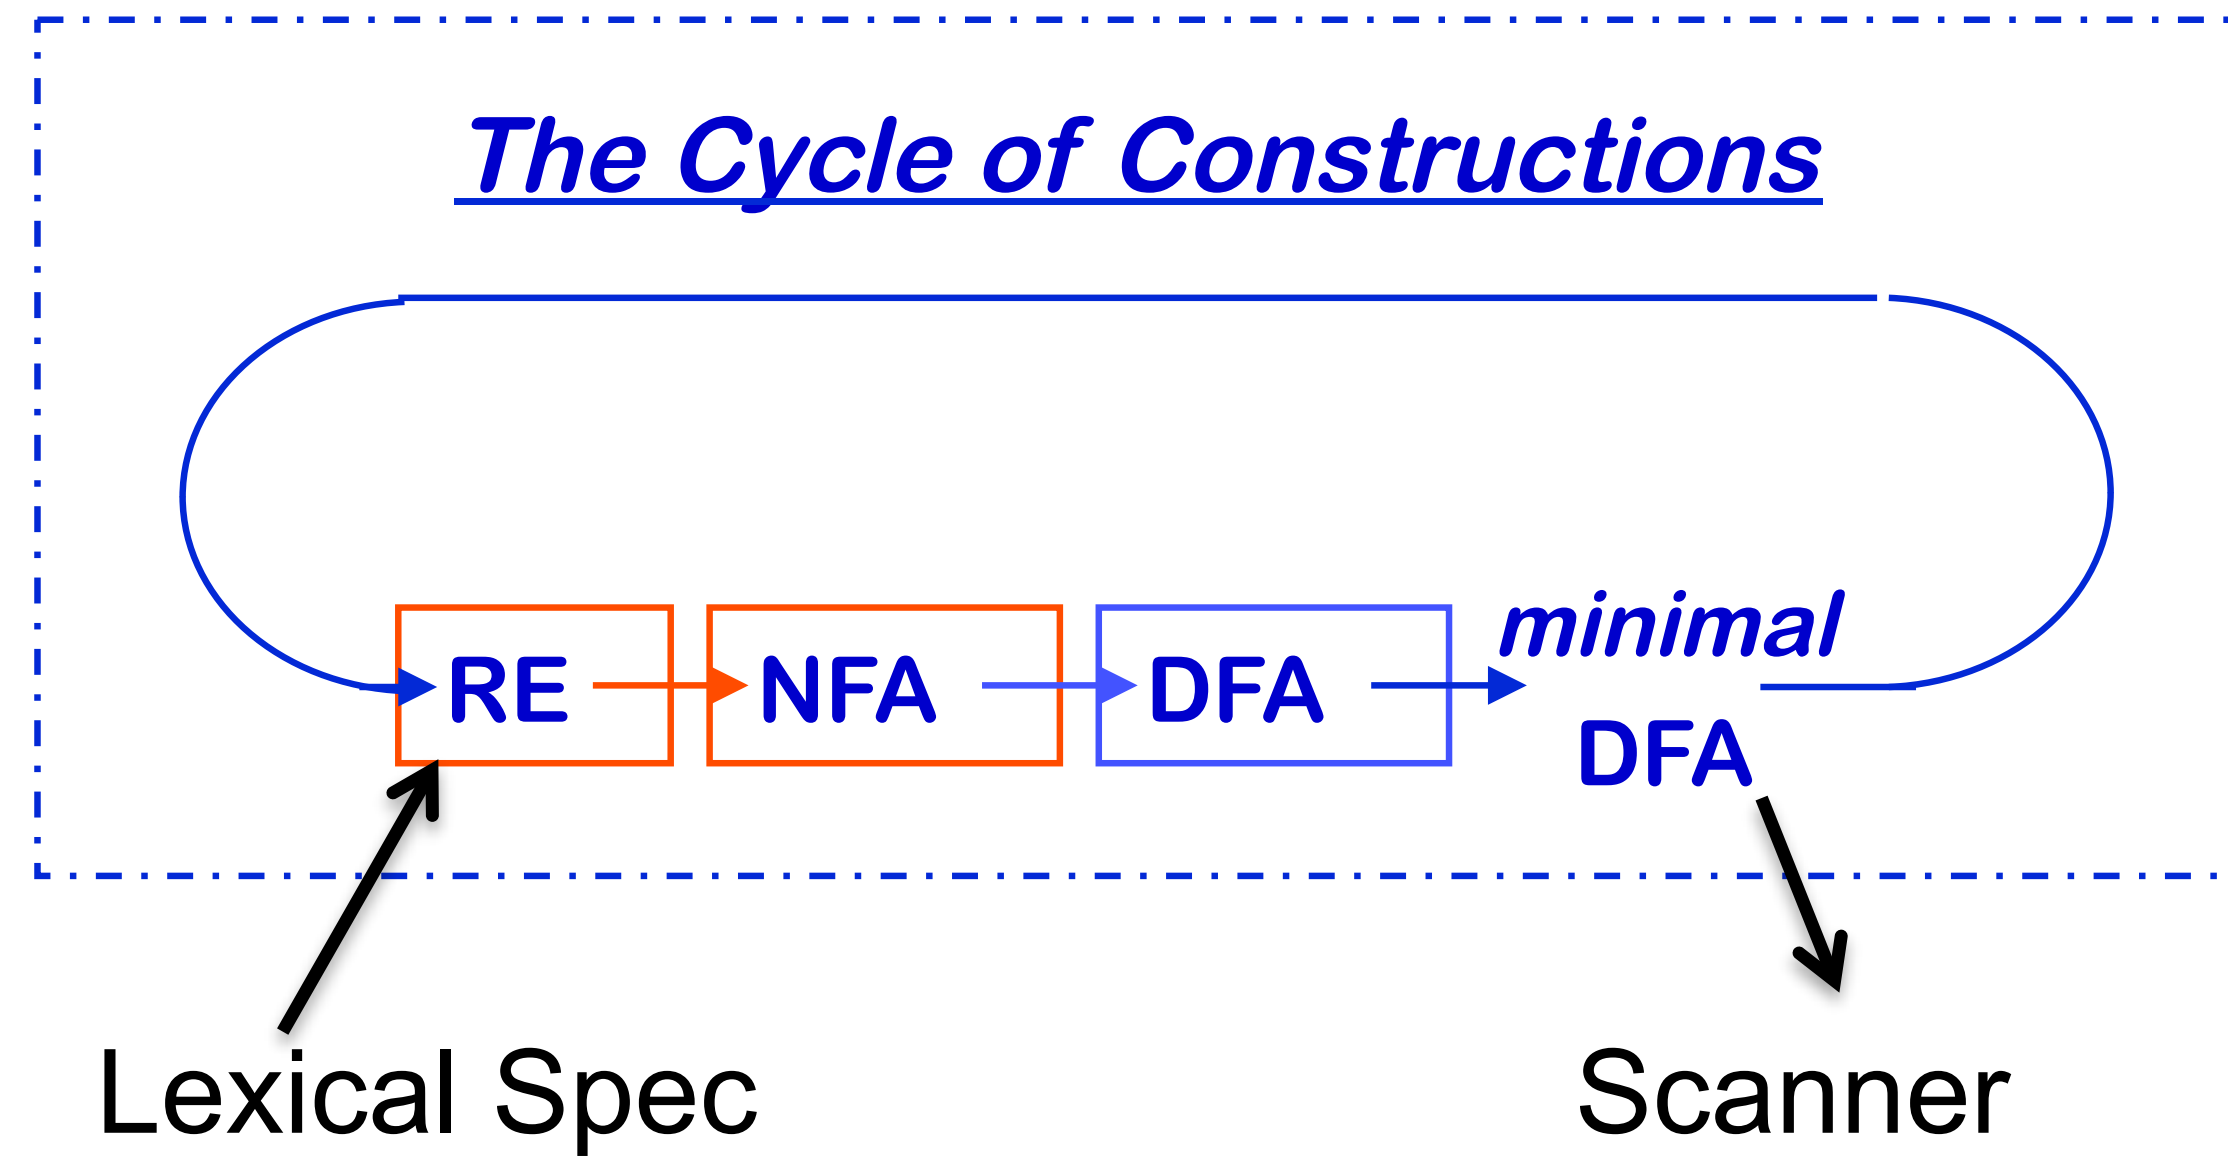 The Cycle of Constructions
minimal
RE NFA DFA
DFA
Lexical Spec Scanner